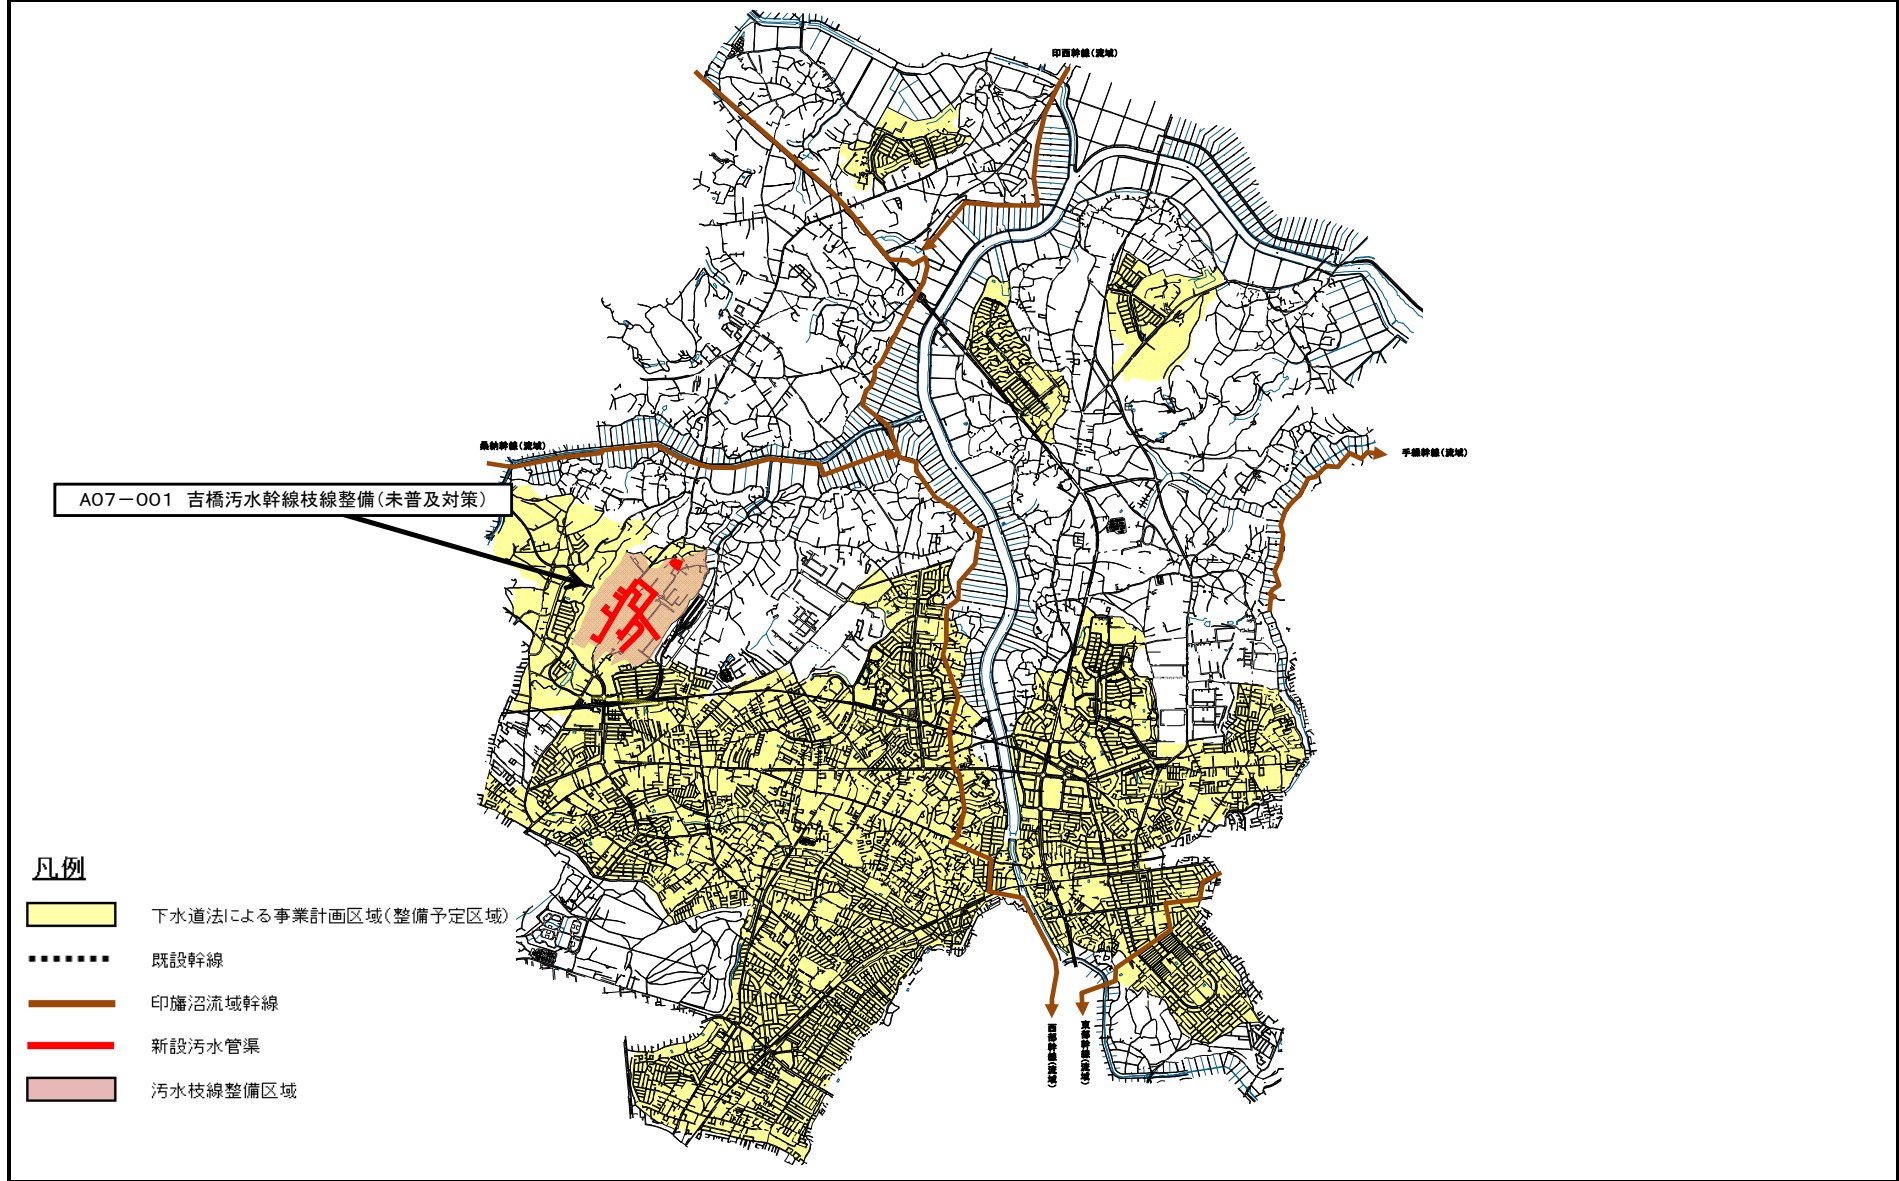 印西幹線(流域)
桑納幹線(流域)
手繰幹線(流域)
A07-001 吉橋汚水幹線枝線整備(未普及対策)
凡例
下水道法による事業計画区域(整備予定区域)
既設幹線
印旛沼流域幹線
新設汚水管渠
汚水枝線整備区域
西部幹線(流域)
東部幹線(流域)